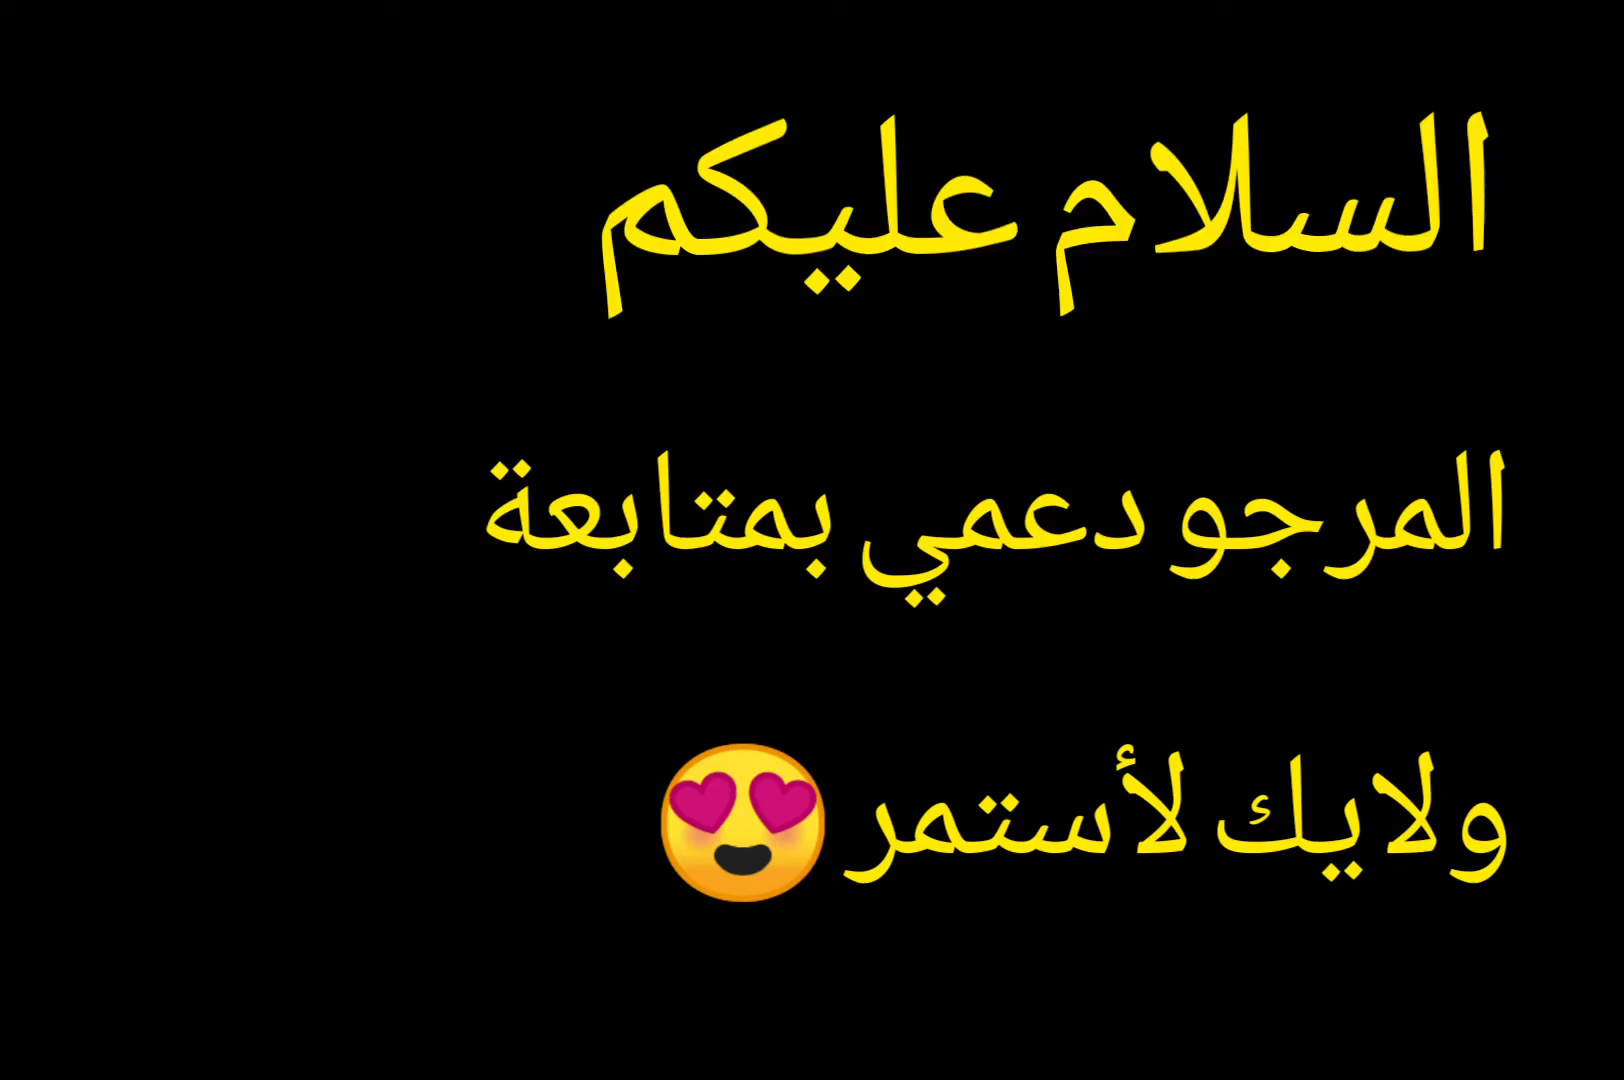 السلام عليكم
المرجو دعمي بمتابعة
ولايك لأستمر😍